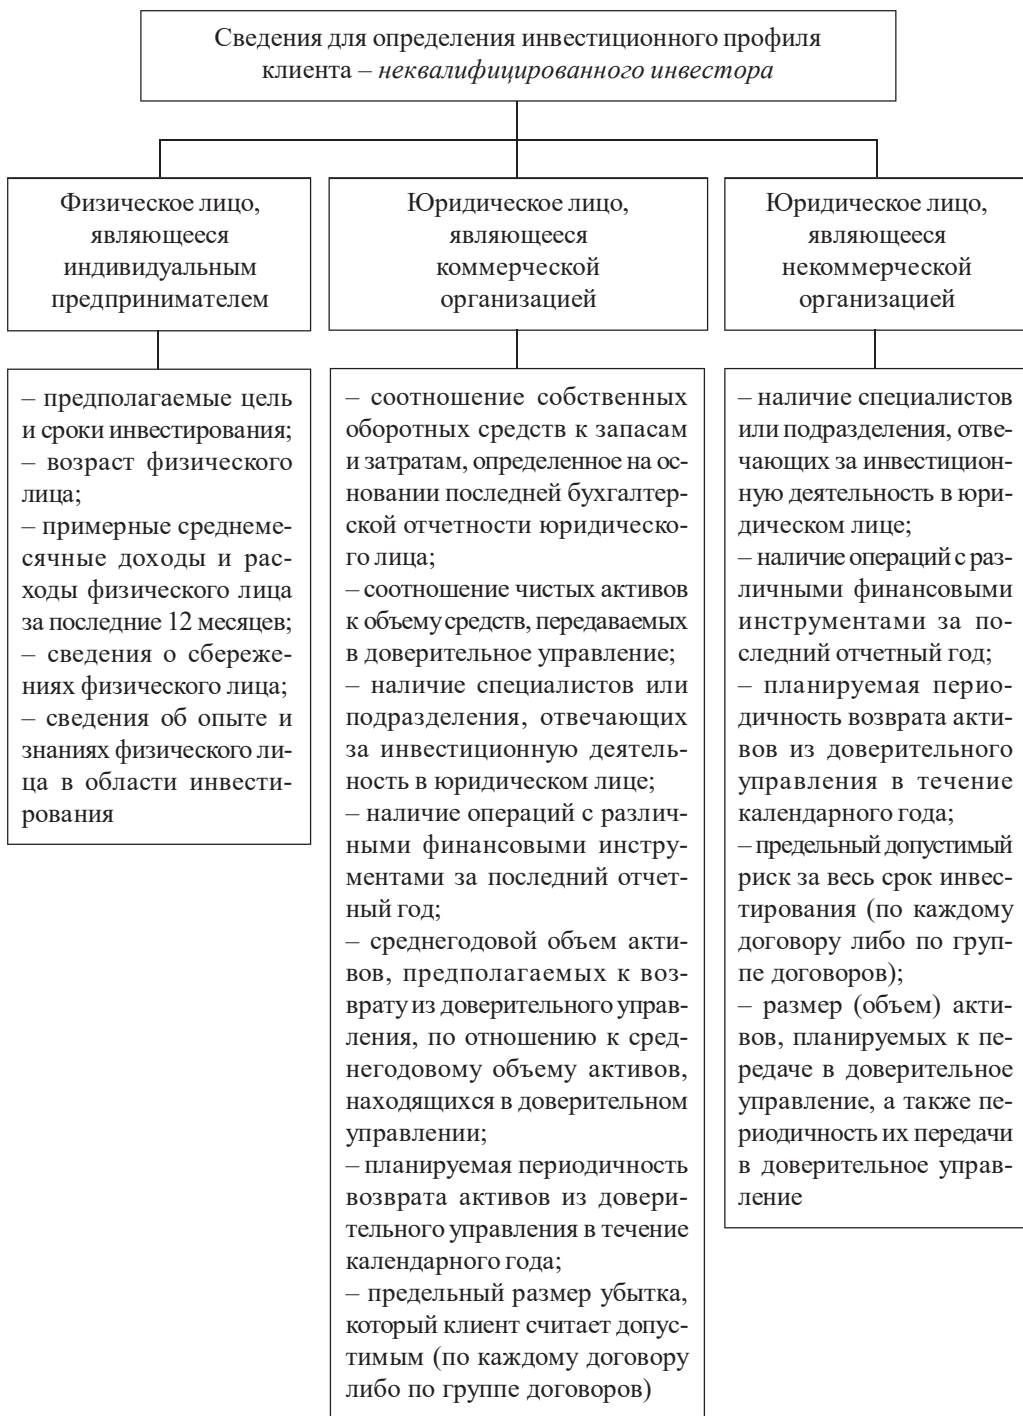 Сведения для определения инвестиционного профиля
клиента – неквалифицированного инвестора
Физическое лицо,
являющееся
индивидуальным
предпринимателем
Юридическое лицо,
являющееся
коммерческой
организацией
Юридическое лицо,
являющееся
некоммерческой
организацией
– предполагаемые цель
и сроки инвестирования;
– возраст физического
лица;
– примерные среднеме-
сячные доходы и рас-
ходы физического лица
за последние 12 месяцев;
– сведения о сбереже-
ниях физического лица;
– сведения об опыте и
знаниях физического ли-
ца в области инвести-
рования
– соотношение собственных
оборотных средств к запасам
и затратам, определенное на ос-
новании последней бухгалтер-
ской отчетности юридическо-
го лица;
– соотношение чистых активов
к объему средств, передаваемых
в доверительное управление;
– наличие специалистов или
подразделения, отвечающих
за инвестиционную деятель-
ность в юридическом лице;
– наличие операций с различ-
ными финансовыми инстру-
ментами за последний отчет-
ный год;
– среднегодовой объем акти-
вов, предполагаемых к воз-
врату из доверительного управ-
ления, по отношению к сред-
негодовому объему активов,
находящихся в доверительном
управлении;
– планируемая периодичность
возврата активов из довери-
тельного управления в течение
календарного года;
– предельный размер убытка,
который клиент считает допус-
тимым (по каждому договору
либо по группе договоров)
– наличие специалистов
или подразделения, отве-
чающих за инвестицион-
ную деятельность в юри-
дическом лице;
– наличие операций с раз-
личными финансовыми
инструментами за по-
следний отчетный год;
– планируемая перио-
дичность возврата акти-
вов из доверительного
управления в течение
календарного года;
– предельный допустимый
риск за весь срок инвес-
тирования (по каждому
договору либо по груп-
пе договоров);
– размер (объем) акти-
вов, планируемых к пе-
редаче в доверительное
управление, а также пе-
риодичность их передачи
в доверительное управ-
ление